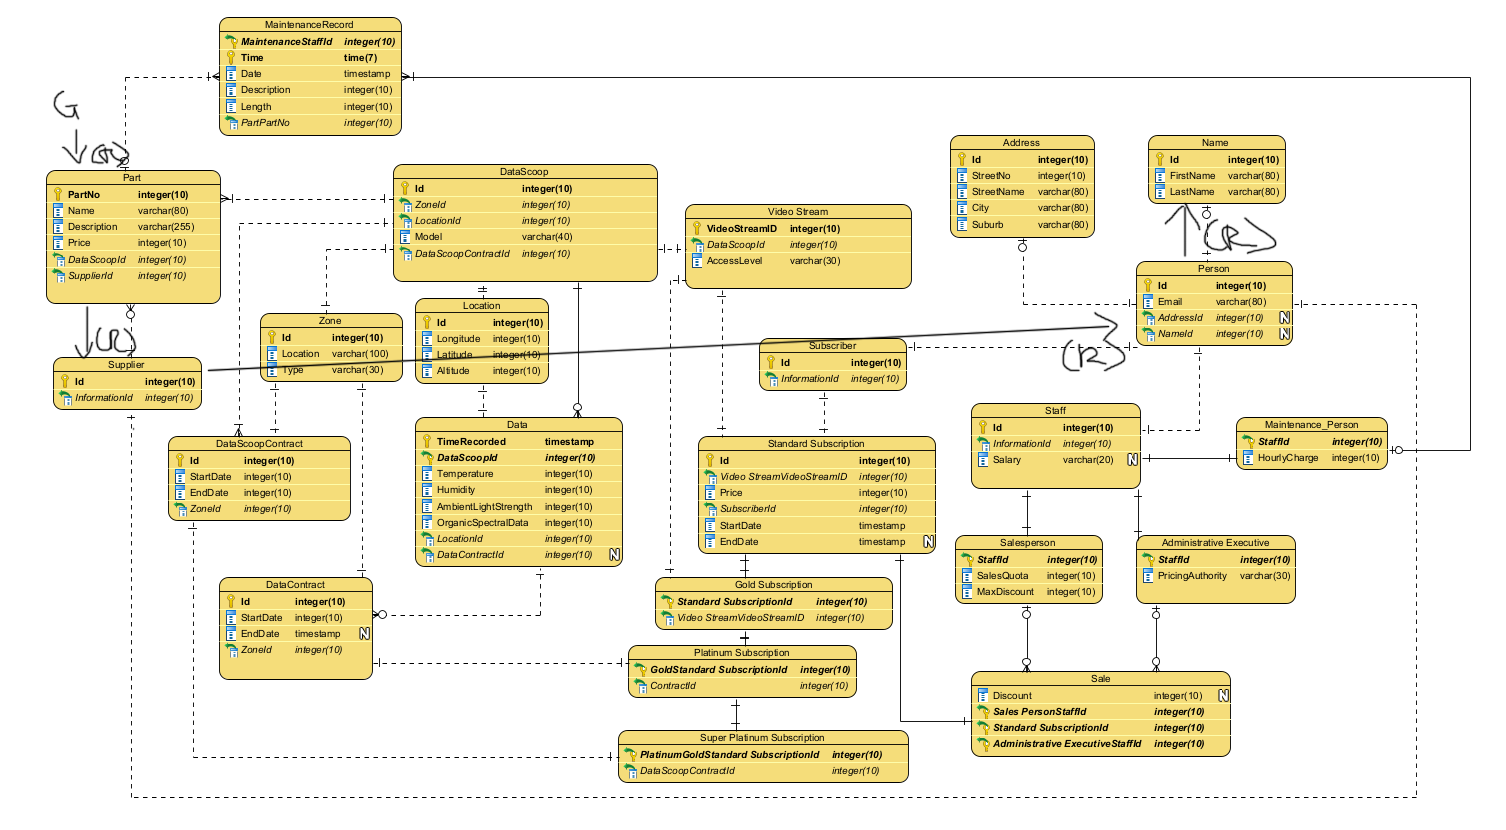 MaintenanceRecord
MaintenanceStaffId integer(10)
Time time(7)
Date timestamp
Description integer(10)
Length integer(10)
PartPartNo integer(10)
G
(R)
Part
PartNo integer(10)
Name varchar(80)
Description varchar(255)
Price integer(10)
DataScoopId integer(10)
SupplierId integer(10)
DataScoop
Id integer(10)
ZoneId integer(10)
LocationId integer(10)
Model varchar(40)
DataScoopContractId integer(10)
Video Stream
VideoStreamID integer(10)
DataScoopId integer(10)
AccessLevel varchar(30)
Address
Id integer(10)
StreetNo integer(10)
StreetName varchar(80)
City varchar(80)
Suburb varchar(80)
Name
Id integer(10)
FirstName varchar(80)
LastName varchar(80)
(R)
Person
Id integer(10)
Email varchar(80)
AddressId integer(10) N
NameId integer(10) N
(R)
Supplier
Id integer(10)
InformationId integer(10)
Zone
Id integer(10)
Location varchar(100)
Type varchar(30)
Location
Id integer(10)
Longitude integer(10)
Latitude integer(10)
Altitude integer(10)
Subscriber
Id integer(10)
InformationId integer(10)
(R)
DataScoopContract
Id integer(10)
StartDate integer(10)
EndDate integer(10)
ZoneId integer(10)
Data
TimeRecorded timestamp
DataScoopId integer(10)
Temperature integer(10)
Humidity integer(10)
AmbientLightStrength integer(10)
OrganicSpectralData integer(10)
LocationId integer(10)
DataContractId integer(10) N
Standard Subscription
Id integer(10)
Video StreamVideoStreamID integer(10)
Price integer(10)
SubscriberId integer(10)
StartDate timestamp
EndDate timestamp N
Staff
Id integer(10)
InformationId integer(10)
Salary varchar(20) N
Maintenance_Person
StaffId integer(10)
HourlyCharge integer(10)
Salesperson
StaffId integer(10)
SalesQuota integer(10)
MaxDiscount integer(10)
Administrative Executive
StaffId integer(10)
PricingAuthority varchar(30)
DataContract
Id integer(10)
StartDate integer(10)
EndDate timestamp N
ZoneId integer(10)
Gold Subscription
Standard SubscriptionId integer(10)
Video StreamVideoStreamID integer(10)
Platinum Subscription
GoldStandard SubscriptionId integer(10)
ContractId integer(10)
Super Platinum Subscription
PlatinumGoldStandard SubscriptionId integer(10)
DataScoopContractId integer(10)
Sale
Discount integer(10) N
Sales PersonStaffId integer(10)
Standard SubscriptionId integer(10)
Administrative ExecutiveStaffId integer(10)